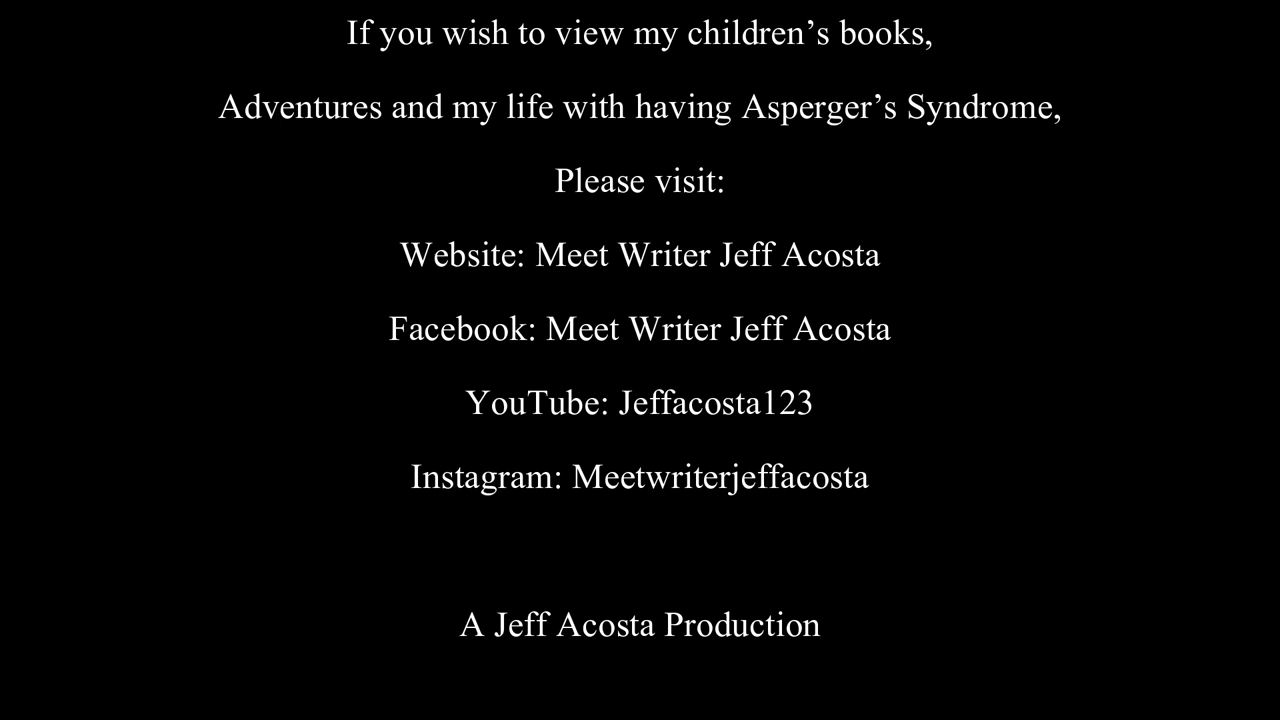 If you wish to view my children’s books,
Adventures and my life with having Asperger’s Syndrome,
Please visit:
Website: Meet Writer Jeff Acosta
Facebook: Meet Writer Jeff Acosta
YouTube: Jeffacosta123
Instagram: Meetwriterjeffacosta
A Jeff Acosta Production